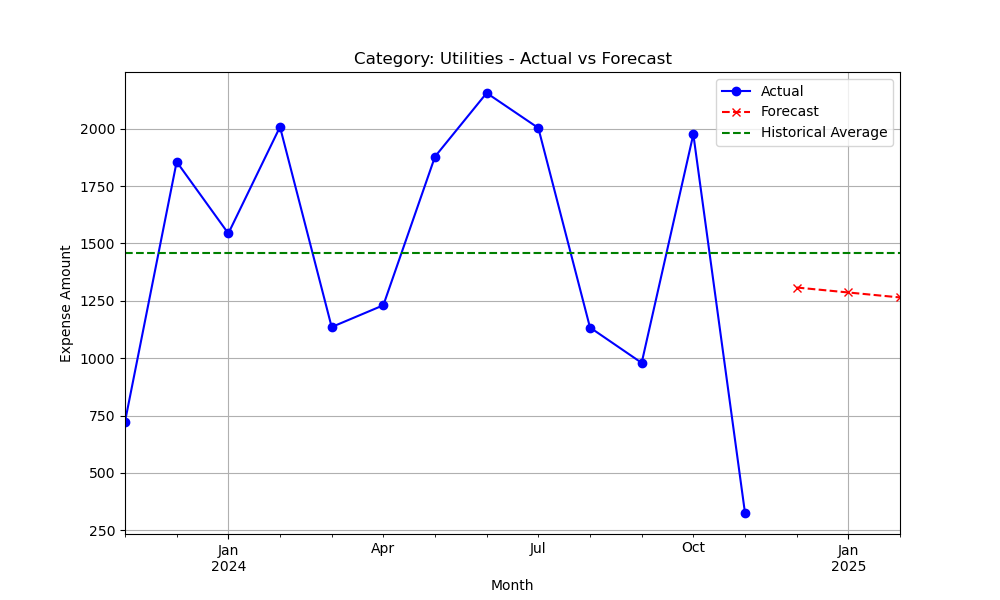 Category: Utilities - Actual vs Forecast
Actual
Forecast
Historical Average
Expense Amount
2000
1750
1500
1250
1000
750
500
250
Jan
2024
Apr
Jul
Oct
Jan
2025
Month